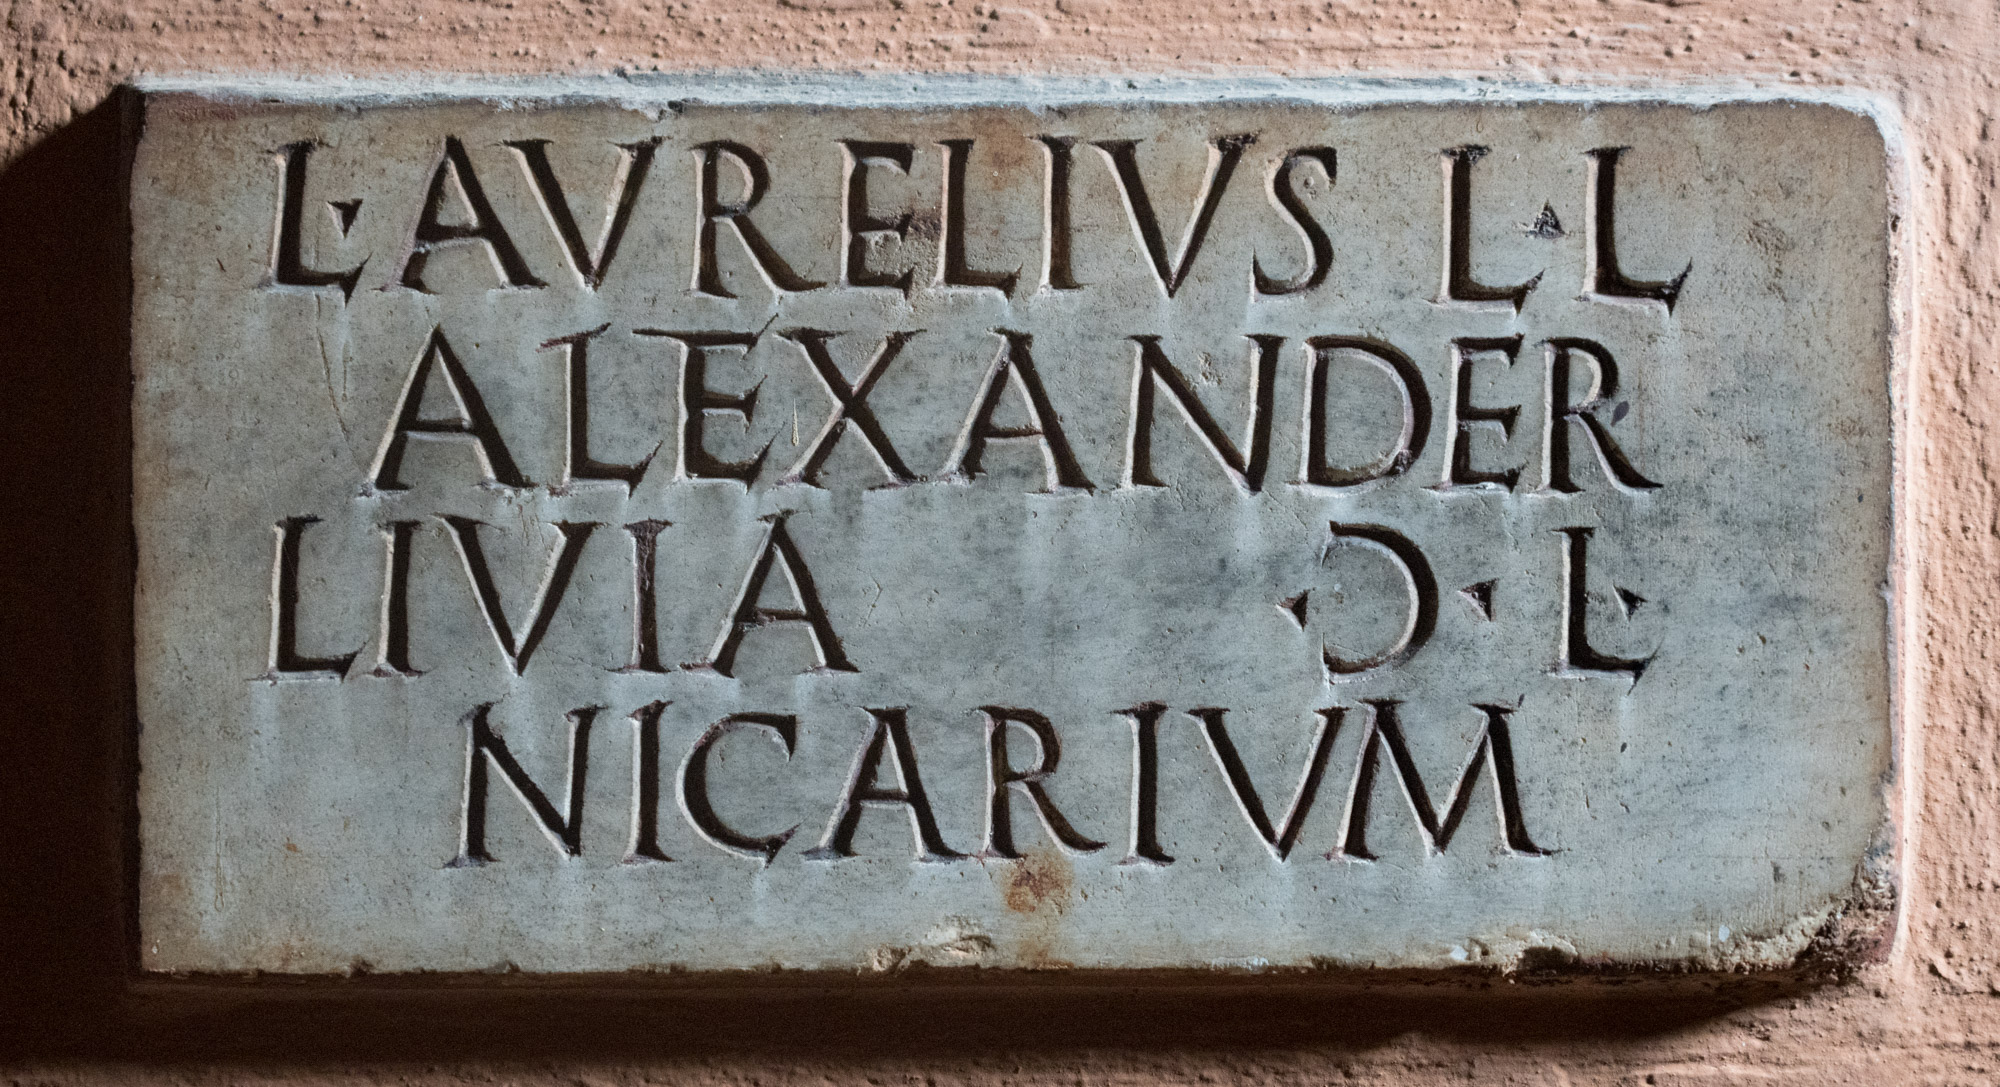 L·AVRELIVS L·L
ALEXANDER
LIVIA ·Ɔ·L·
NICARIVM